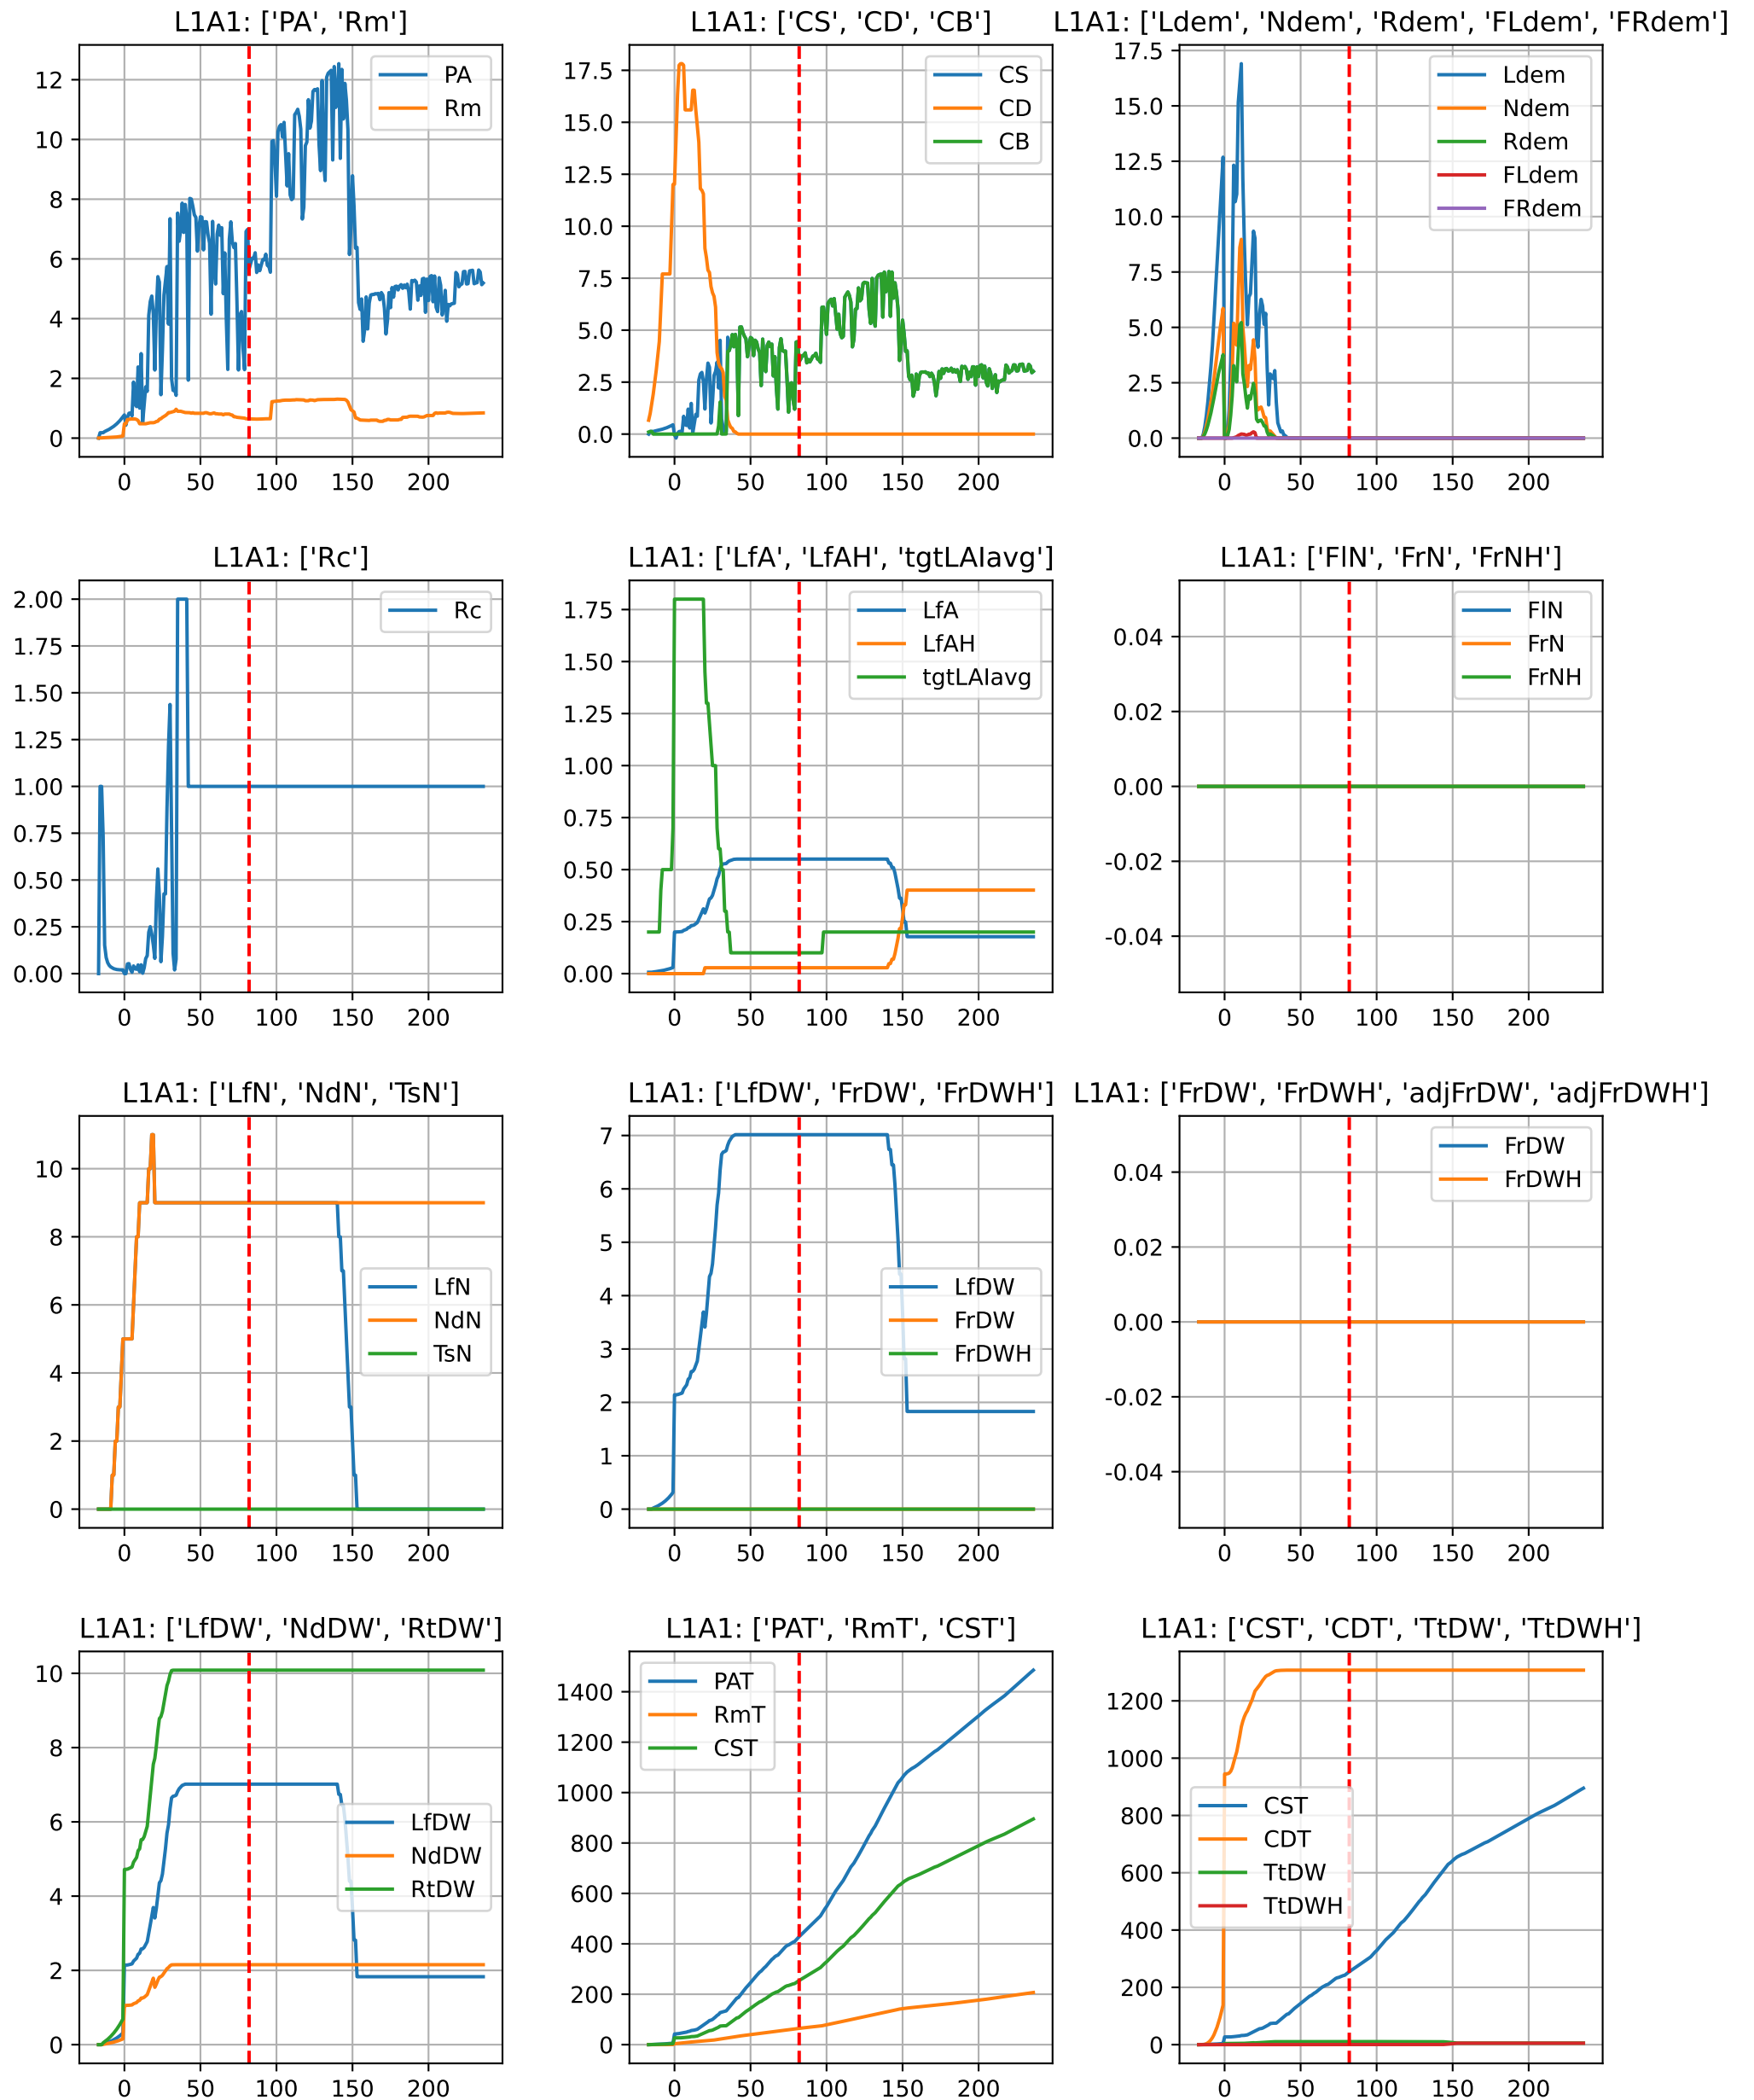 L1A1: ['PA', 'Rm']
12
10
8
6
4
2
0
0 50 100 150 200
PA
Rm
L1A1: ['CS', 'CD', 'CB']
17.5
15.0
12.5
10.0
7.5
5.0
2.5
0.0
0 50 100 150 200
CS
CD
CB
L1A1: ['Ldem', 'Ndem', 'Rdem', 'FLdem', 'FRdem']
17.5
15.0
12.5
10.0
7.5
5.0
2.5
0.0
0 50 100 150 200
Ldem
Ndem
Rdem
FLdem
FRdem
L1A1: ['Rc']
2.00
1.75
1.50
1.25
1.00
0.75
0.50
0.25
0.00
0 50 100 150 200
Rc
L1A1: ['LfA', 'LfAH', 'tgtLAIavg']
1.75
1.50
1.25
1.00
0.75
0.50
0.25
0.00
0 50 100 150 200
LfA
LfAH
tgtLAIavg
L1A1: ['FlN', 'FrN', 'FrNH']
0.04
0.02
0.00
-0.02
-0.04
0 50 100 150 200
FlN
FrN
FrNH
L1A1: ['LfN', 'NdN', 'TsN']
10
8
6
4
2
0
0 50 100 150 200
LfN
NdN
TsN
L1A1: ['LfDW', 'FrDW', 'FrDWH']
7
6
5
4
3
2
1
0
0 50 100 150 200
LfDW
FrDW
FrDWH
L1A1: ['FrDW', 'FrDWH', 'adjFrDW', 'adjFrDWH']
0.04
0.02
0.00
-0.02
-0.04
0 50 100 150 200
FrDW
FrDWH
L1A1: ['LfDW', 'NdDW', 'RtDW']
10
8
6
4
2
0
0 50 100 150 200
LfDW
NdDW
RtDW
L1A1: ['PAT', 'RmT', 'CST']
1400
1200
1000
800
600
400
200
0
0 50 100 150 200
PAT
RmT
CST
L1A1: ['CST', 'CDT', 'TtDW', 'TtDWH']
1200
1000
800
600
400
200
0
0 50 100 150 200
CST
CDT
TtDW
TtDWH